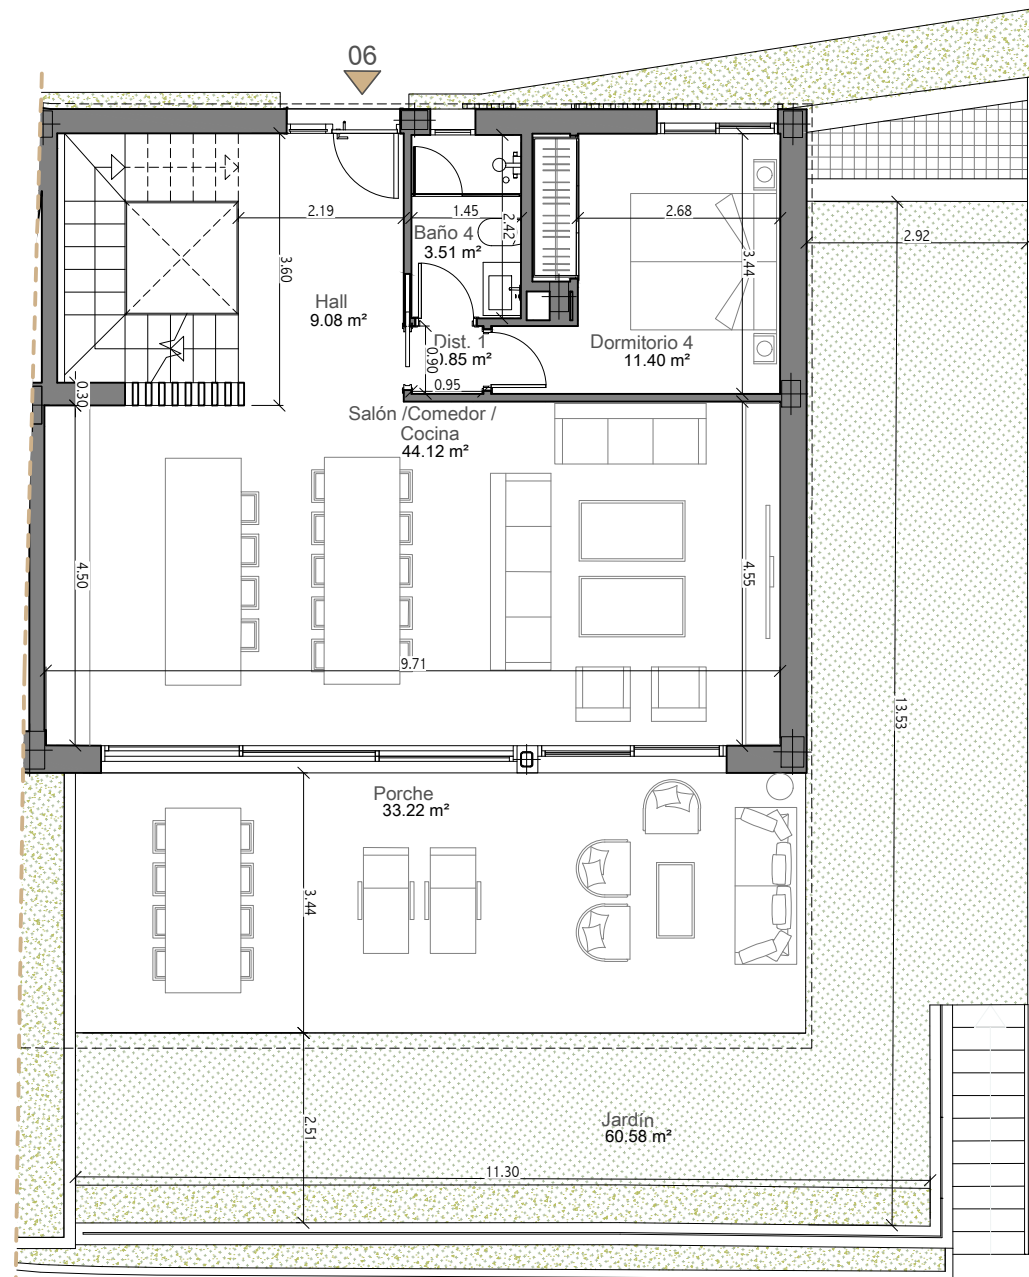 06
2.19
1.45
2.68
2.92
Baño 4
3.51 m²
2.42
3.60
3.44
Hall
9.08 m²
Dist. 1
0.90
Dormitorio 4
11.40 m²
0.95
0.30
Salón /Comedor /
Cocina
44.12 m²
4.50
4.55
9.71
13.53
Porche
33.22 m²
3.44
2.51
Jardín
60.58 m²
11.30